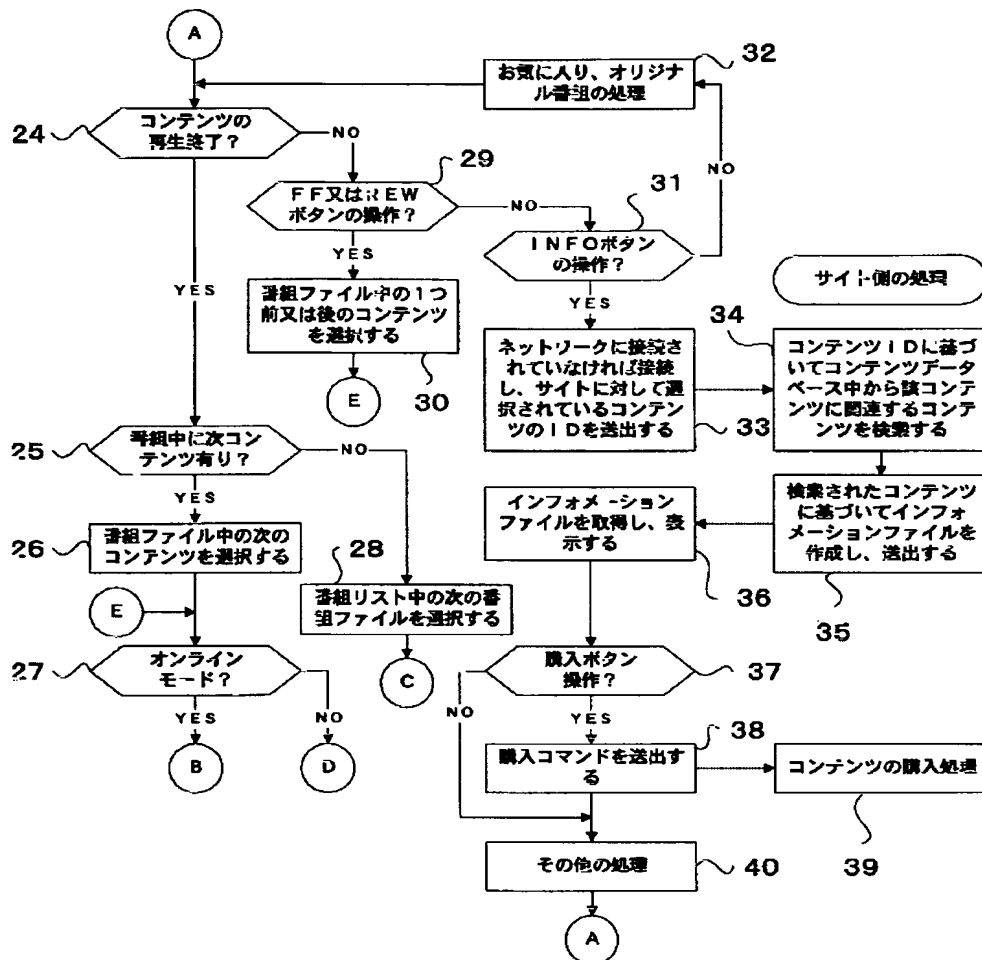 A
お気に入り、オリジナ
ル番組の処理
32
24
コンテンツの
再生終了？
NO
29
ＦＦ又はＲＥＷ
ボタンの操作？
NO
31
ＩＮＦＯボタン
の操作？
NO
YES
YES
YES
サイト側の処理
番組ファイル中の１つ
前又は後のコンテンツ
を選択する
30
E
ネットワークに接続され
ていなければ接続
し、サイトに対して選
択されているコンテン
ツのＩＤを送出する
33
34
コンテンツＩＤに基づ
いてコンテンツデータ
ベース中から該コンテ
ンツに関連するコンテ
ンツを検索する
25
番組中に次コン
テンツ有り？
NO
YES
インフォメーション
ファイルを取得し、表
示する
36
検索されたコンテンツ
に基づいてインフォ
メーションファイルを
作成し、送出する
35
26
番組ファイル中の次の
コンテンツを選択する
28
番組リスト中の次の番
組ファイルを選択する
E
C
27
オンライン
モード？
YES
NO
B
D
購入ボタン
操作？
37
NO
YES
購入コマンドを送出す
る
38
コンテンツの購入処理
39
その他の処理
40
A